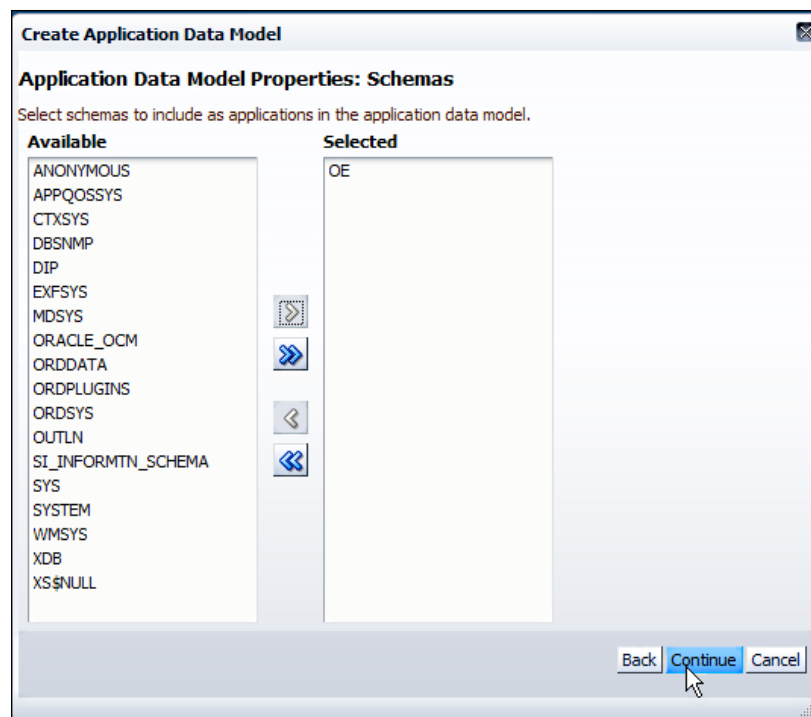 Create Application Data Model
Application Data Model Properties: Schemas
Select schemas to include as applications in the application data model.
Available
ANONYMOUS
APPQOSSYS
CTXSYS
DBSNMP
DIP
EXFSYS
MDSYS
ORACLE_OCM
ORDDATA
ORDPLUGINS
ORDSYS
OUTLN
SI_INFORMTN_SCHEMA
SYS
SYSTEM
WMSYS
XDB
XS$NULL
Selected
OE
Back Continue Cancel